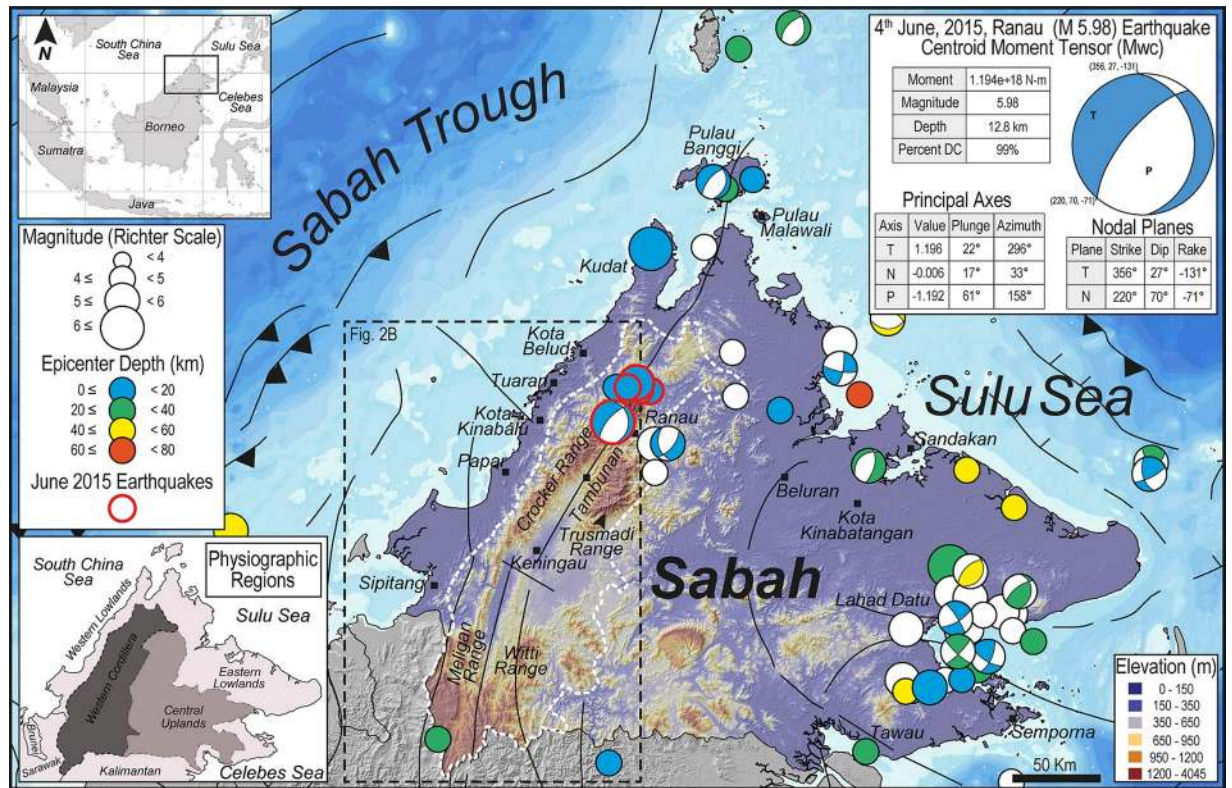 N
South China
Sea
Sulu Sea
Malaysia
Celebes
Sea
Borneo
Sumatra
Java
Magnitude (Richter Scale)
< 4
4 ≤ < 5
5 ≤ < 6
6 ≤
Epicenter Depth (km)
0 ≤ < 20
20 ≤ < 40
40 ≤ < 60
60 ≤ < 80
June 2015 Earthquakes
Physiographic
Regions
South China
Sea
Sulu Sea
Western Lowlands
Western Cordillera
Eastern
Lowlands
Central
Uplands
Brunei
Sarawak
Kalimantan
Celebes Sea
4th June, 2015, Ranau (M 5.98) Earthquake
Centroid Moment Tensor (Mwc)
(356, 27, -131)
Moment 1.194e+18 N-m
Magnitude 5.98
Depth 12.8 km
Percent DC 99%
T
P
(220, 70, -71)
Principal Axes
Axis Value Plunge Azimuth
T 1.196 22° 296°
N -0.006 17° 33°
P -1.192 61° 158°
Nodal Planes
Plane Strike Dip Rake
T 356° 27° -131°
N 220° 70° -71°
Sabah Trough
Pulau
Banggi
Pulau
Malawali
Kudat
Fig. 2B
Kota
Belud
Tuaran
Kota
Kinabalu
Ranau
Papar
Crocker Range
Tambunan
Trusmadi
Range
Keningau
Sipitang
Meligan
Range
Witti
Range
Sabah
Sulu Sea
Sandakan
Beluran
Kota
Kinabatangan
Lahad Datu
Tawau
Semporna
Elevation (m)
0 - 150
150 - 350
350 - 650
650 - 950
950 - 1200
1200 - 4045
50 Km